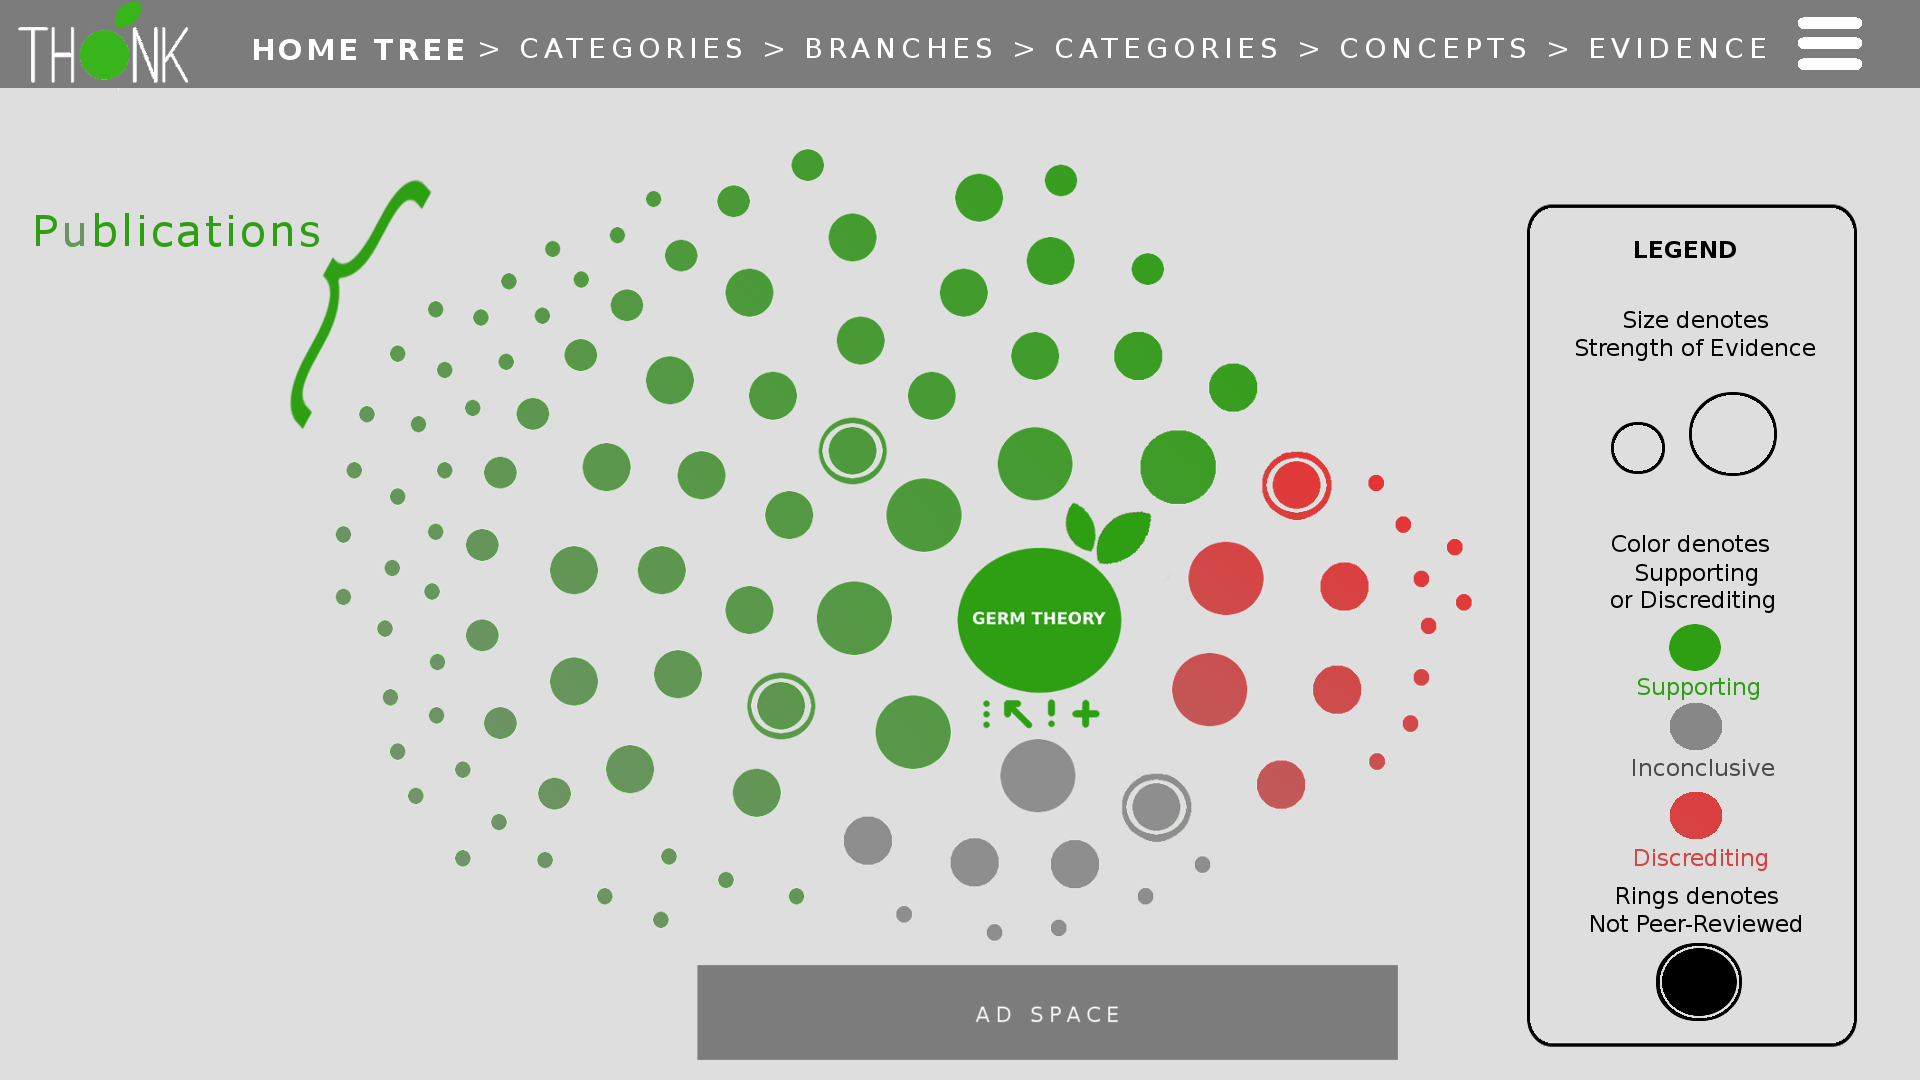 THONK
HOME TREE > CATEGORIES > BRANCHES > CATEGORIES > CONCEPTS > EVIDENCE
Publications
GERM THEORY
LEGEND
Size denotes
Strength of Evidence
Color denotes
Supporting
or Discrediting
Supporting
Inconclusive
Discrediting
Rings denotes
Not Peer-Reviewed
AD SPACE